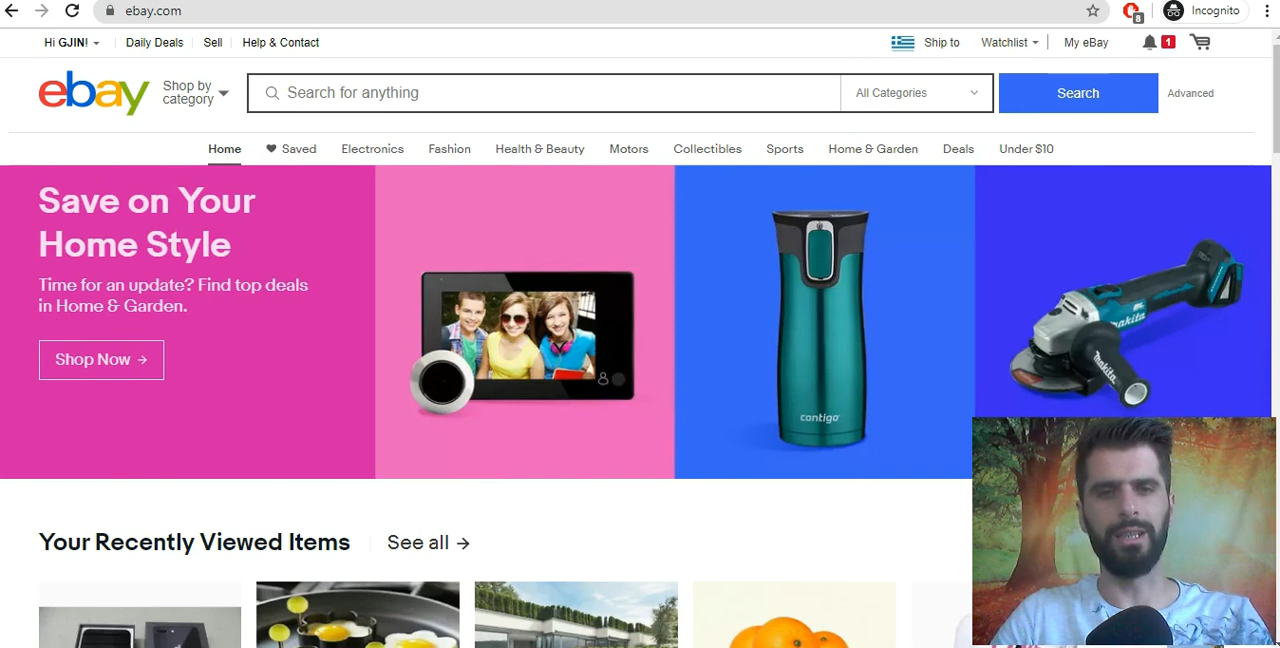 ebay.com
8
Incognito
Hi GJIN!
Daily Deals
Sell
Help & Contact
Ship to
Watchlist
My eBay
1
ebay
Shop by
category
Search for anything
All Categories
Search
Advanced
Home
Saved
Electronics
Fashion
Health & Beauty
Motors
Collectibles
Sports
Home & Garden
Deals
Under $10
Save on Your
Home Style
Time for an update? Find top deals
in Home & Garden.
Shop Now →
contigo
makita
makita
Your Recently Viewed Items
See all →